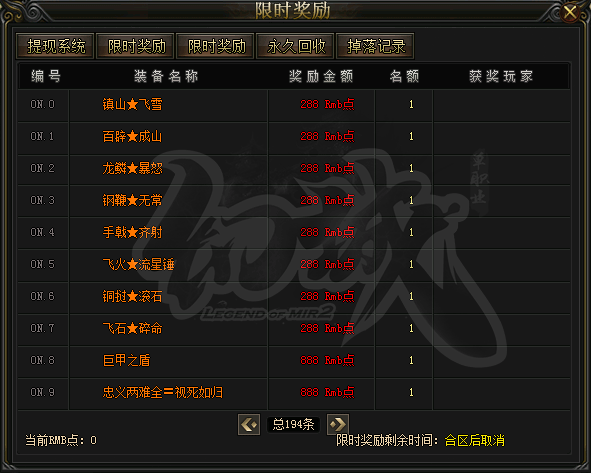 限时奖励
提现系统 限时奖励 限时奖励 永久回收 掉落记录
编号 装备名称 奖励金额 名额 获奖玩家
ON.0 镇山★飞雪 288 Rmb点 1
ON.1 百辟★成山 288 Rmb点 1
ON.2 龙鳞★暴怒 288 Rmb点 1
ON.3 钢鞭★无常 288 Rmb点 1
ON.4 手戟★齐射 288 Rmb点 1
ON.5 飞火★流星锤 288 Rmb点 1
ON.6 铜挝★滚石 288 Rmb点 1
ON.7 飞石★碎命 288 Rmb点 1
ON.8 巨甲之盾 888 Rmb点 1
ON.9 忠义两难全=视死如归 888 Rmb点 1
单职业
LEGEND OF MIR2
总194条
当前RMB点: 0 限时奖励剩余时间: 合区后取消